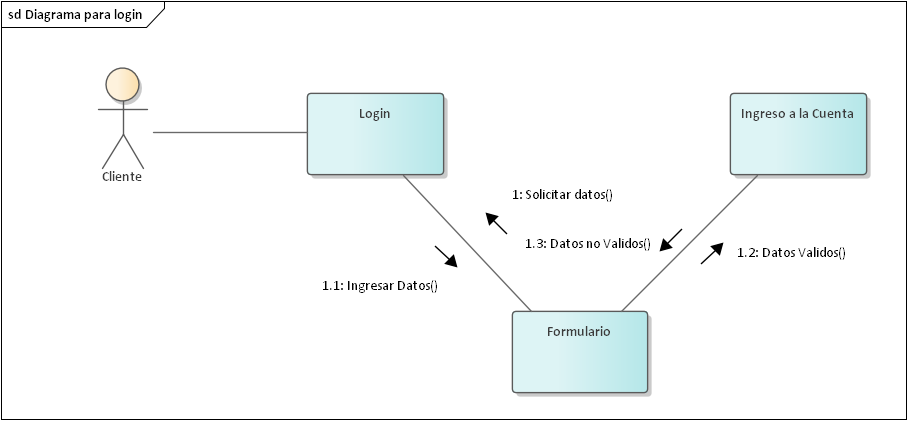 sd Diagrama para login
Login
Ingreso a la Cuenta
Cliente
1: Solicitar datos()
1.3: Datos no Validos()
1.2: Datos Validos()
1.1: Ingresar Datos()
Formulario